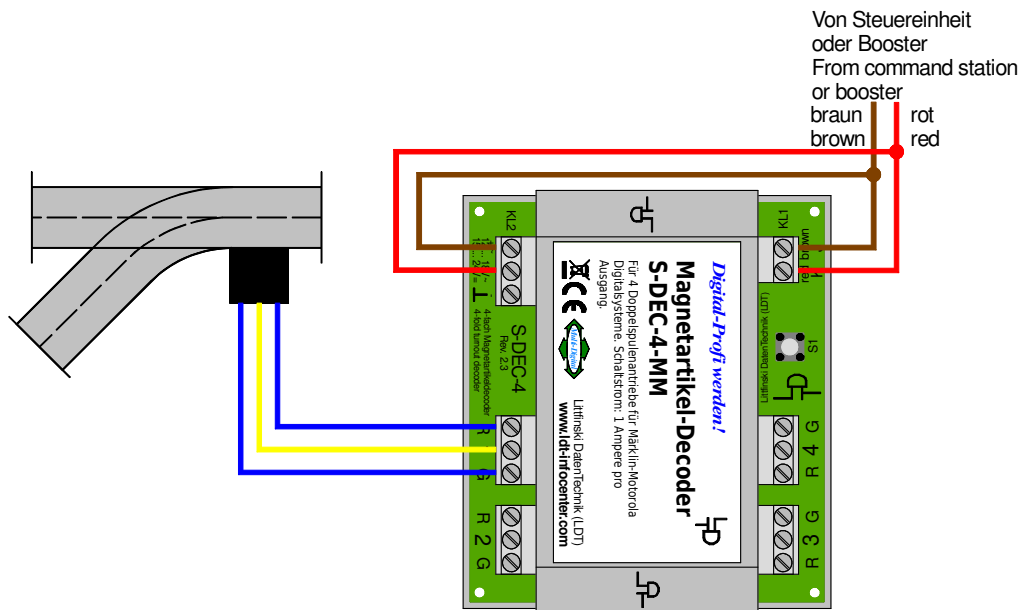 Von Steuereinheit
oder Booster
From command station
or booster
braun rot
brown red
KL2
KL1
red brown
4-fach Magnetartikeldecoder
4-fold turnout decoder
S-DEC-4
Rev. 2.3
Digital-Profi werden!
Magnetartikel-Decoder
S-DEC-4-MM
Für 4 Doppelspulenantriebe für Märklin-Motorola
Digitalsysteme. Schaltstrom: 1 Ampere pro
Ausgang.
CE
Multi-Digital
Littfinski DatenTechnik (LDT)
www.ldt-infocenter.com
Littfinski DatenTechnik (LDT)
S1
R
G
R 2 G
R 4 G
R 3 G